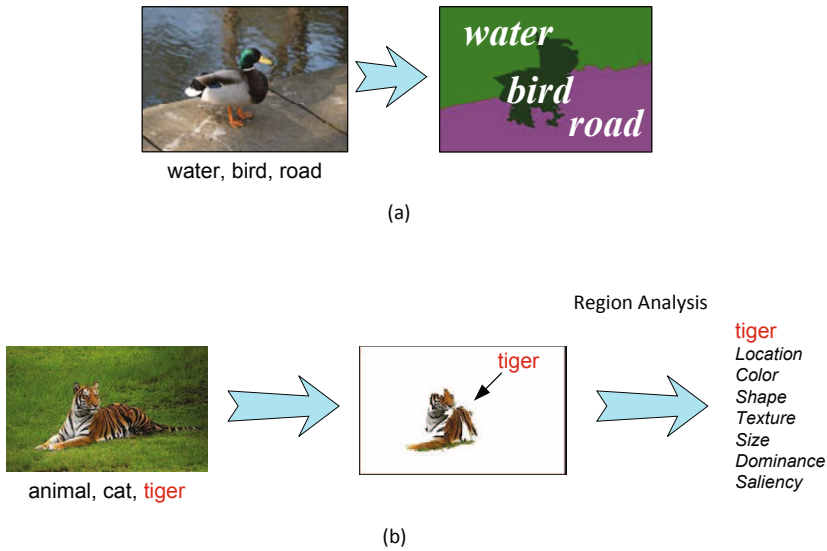 water
bird
road
water, bird, road
(a)
Region Analysis
tiger
tiger
Location
Color
Shape
Texture
Size
Dominance
Saliency
animal, cat, tiger
(b)